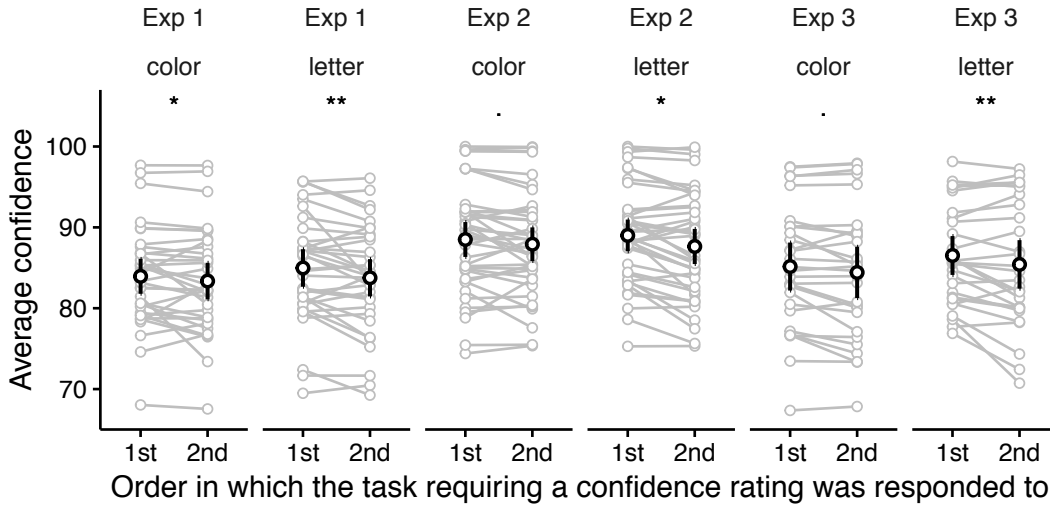 Exp 1 Exp 1 Exp 2 Exp 2 Exp 3 Exp 3
color letter color letter color letter
* ** . * . **
100
90
80
70
Average confidence
1st 2nd 1st 2nd 1st 2nd 1st 2nd 1st 2nd 1st 2nd
Order in which the task requiring a confidence rating was responded to